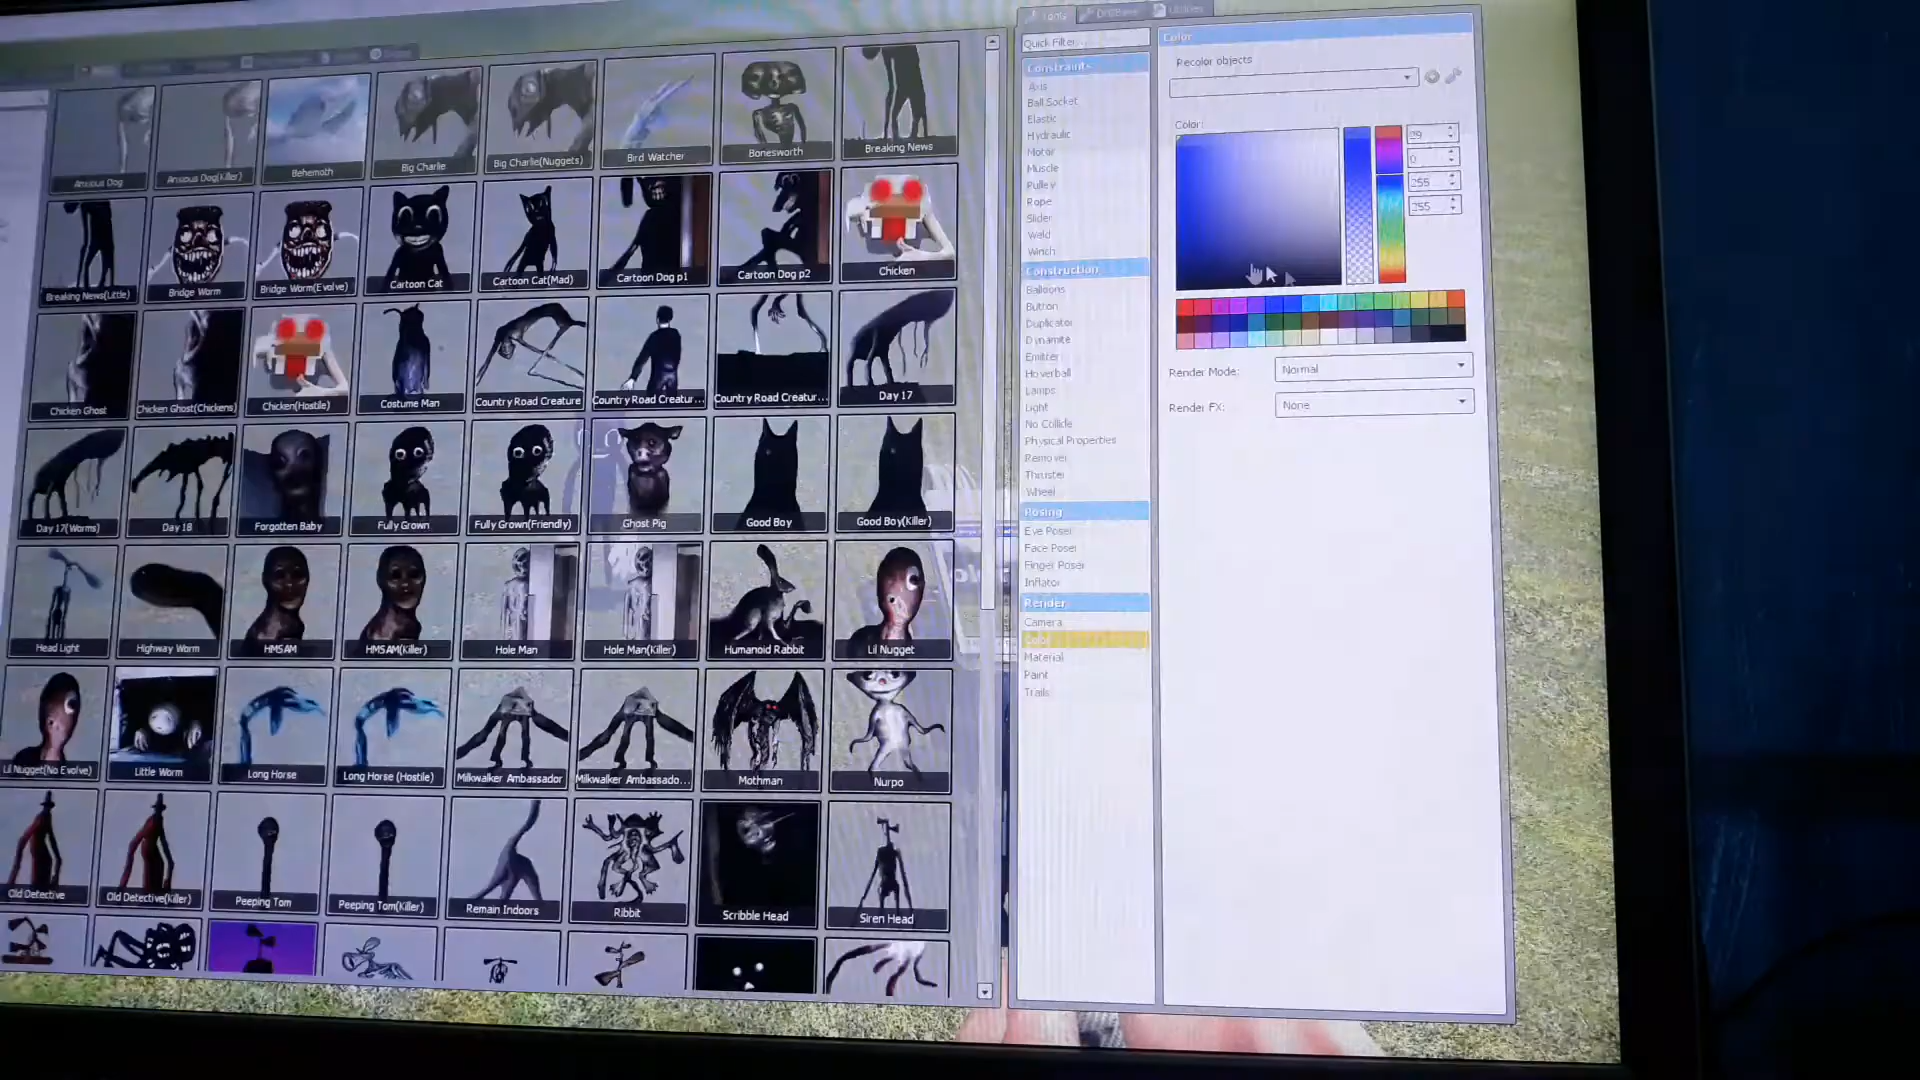 Tools
DrGBase
Utilities
Anxious Dog
Anxious Dog(Killer)
Behemoth
Big Charlie
Big Charlie(Nuggets)
Bird Watcher
Bonesworth
Breaking News
Breaking News(Little)
Bridge Worm
Bridge Worm(Evolve)
Cartoon Cat
Cartoon Cat(Mad)
Cartoon Dog p1
Cartoon Dog p2
Chicken
Chicken Ghost
Chicken Ghost(Chickens)
Chicken(Hostile)
Costume Man
Country Road Creature
Country Road Creatur...
Country Road Creatur...
Day 17
Day 17(Worms)
Day 18
Forgotten Baby
Fully Grown
Fully Grown(Friendly)
Ghost Pig
Good Boy
Good Boy(Killer)
Head Light
Highway Worm
HMSAM
HMSAM(Killer)
Hole Man
Hole Man(Killer)
Humanoid Rabbit
Lil Nugget
Lil Nugget(No Evolve)
Little Worm
Long Horse
Long Horse (Hostile)
Milkwalker Ambassador
Milkwalker Ambassado...
Mothman
Nurpo
Old Detective
Old Detective(Killer)
Peeping Tom
Peeping Tom(Killer)
Remain Indoors
Ribbit
Scribble Head
Siren Head
Quick Filter...
Constraints
Axis
Ball Socket
Elastic
Hydraulic
Motor
Muscle
Pulley
Rope
Slider
Weld
Winch
Construction
Balloons
Button
Duplicator
Dynamite
Emitter
Hoverball
Lamps
Light
No Collide
Physical Properties
Remover
Thruster
Wheel
Posing
Eye Poser
Face Poser
Finger Poser
Inflator
Render
Camera
Color
Material
Paint
Trails
Color
Recolor objects
Color:
0
255
255
Render Mode:
Normal
Render FX:
None